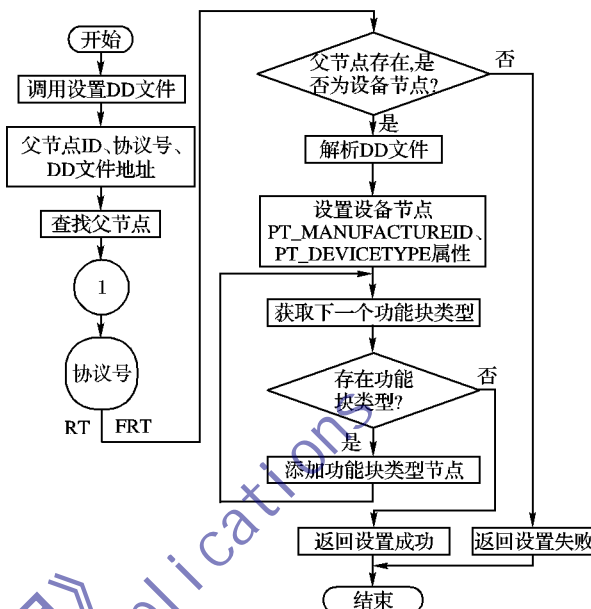 开始
调用设置DD文件
父节点ID、协议号、
DD文件地址
查找父节点
1
协议号
RT
FRT
父节点存在,是
否为设备节点?
否
是
解析DD文件
设置设备节点
PT_MANUFACTUREID、
PT_DEVICETYPE属性
获取下一个功能块类型
存在功能
块类型?
否
是
添加功能块类型节点
返回设置成功
返回设置失败
结束
》
plications